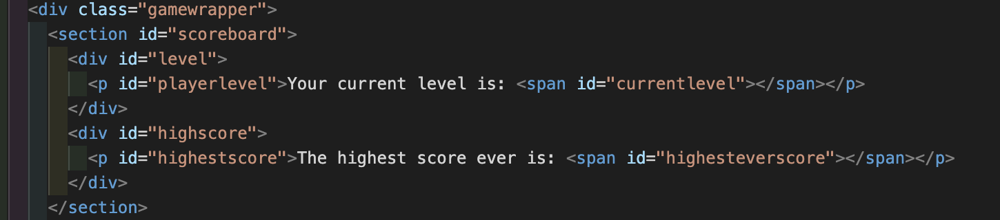 <div class="gamewrapper">
<section id="scoreboard">
<div id="level">
<p id="playerlevel">Your current level is: <span id="currentlevel"></span></p>
</div>
<div id="highscore">
<p id="highestscore">The highest score ever is: <span id="highesteverscore"></span></p>
</div>
</section>